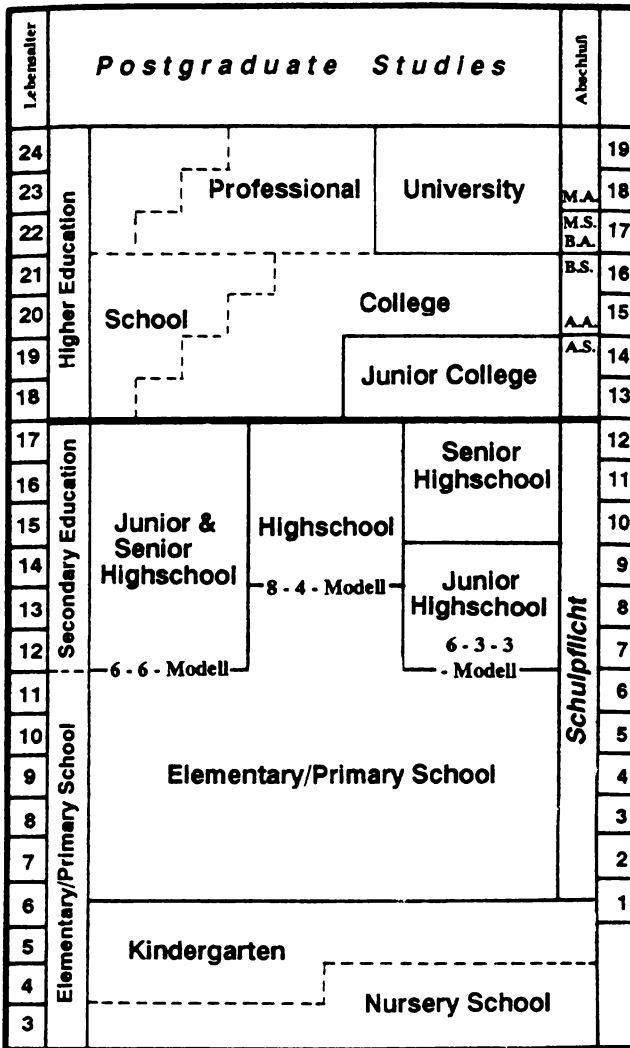 Lebensalter
Postgraduate Studies
Abschluß
24
19
23
Professional
University
M.A.
18
22
M.S.
B.A.
17
Higher Education
21
B.S.
16
20
School
College
A.A.
15
19
A.S.
14
18
Junior College
13
17
Senior
Highschool
12
16
11
Secondary Education
15
Junior &
Senior
Highschool
Highschool
10
14
8 - 4 - Modell
Junior
Highschool
9
13
8
12
6 - 6 - Modell
6 - 3 - 3
- Modell
7
11
6
10
Schulpflicht
5
9
Elementary/Primary School
4
8
3
7
2
Elementary/Primary School
6
1
5
Kindergarten
4
Nursery School
3